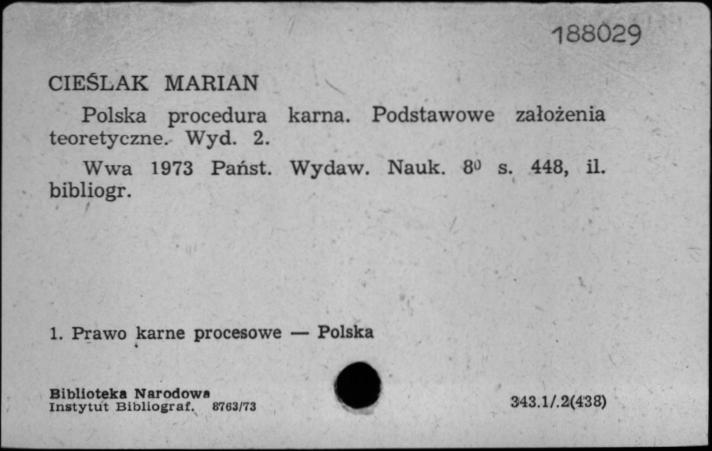 188029
CIEŚLAK MARIAN
Polska procedura karna. Podstawowe założenia
teoretyczne. Wyd. 2.
Wwa 1973 Państ. Wydaw. Nauk. 8⁰ s. 448, il.
bibliogr.
1. Prawo karne procesowe — Polska
Biblioteka Narodowa
Instytut Bibliograf. 8763/73
343.1/.2(438)